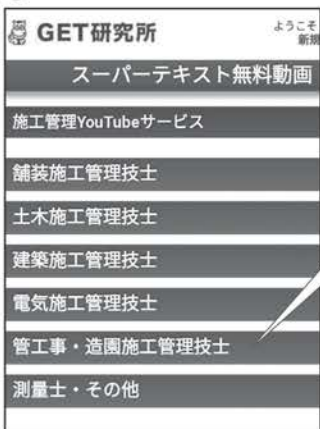 GET研究所
ようこそ
新規
スーパーテキスト無料動画
施工管理YouTubeサービス
舗装施工管理技士
土木施工管理技士
建築施工管理技士
電気施工管理技士
管工事・造園施工管理技士
測量士・その他